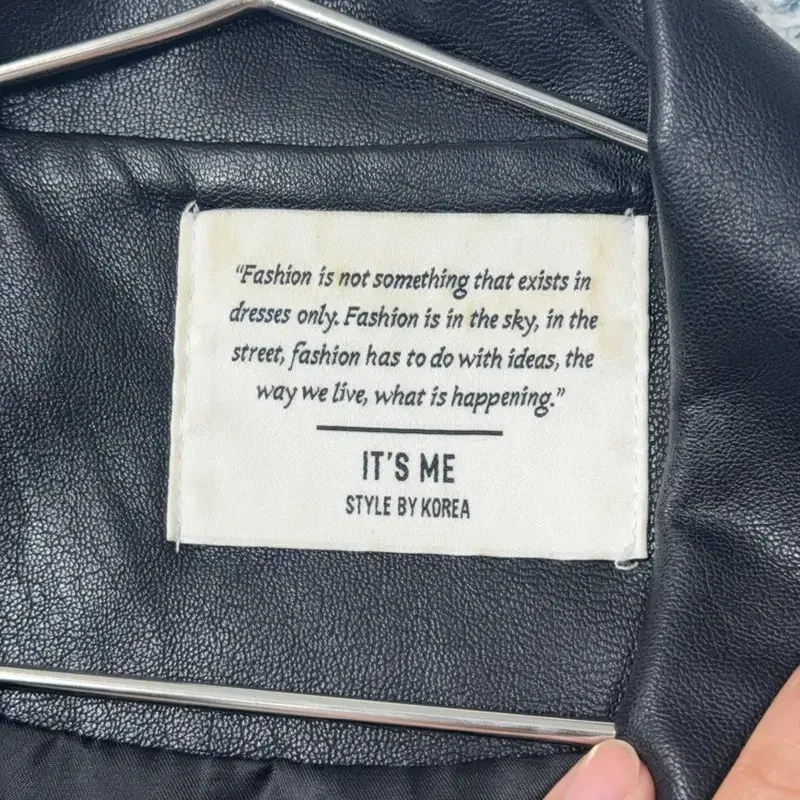 "Fashion is not something that exists in
dresses only. Fashion is in the sky, in the
street, fashion has to do with ideas, the
way we live, what is happening."
IT'S ME
STYLE BY KOREA